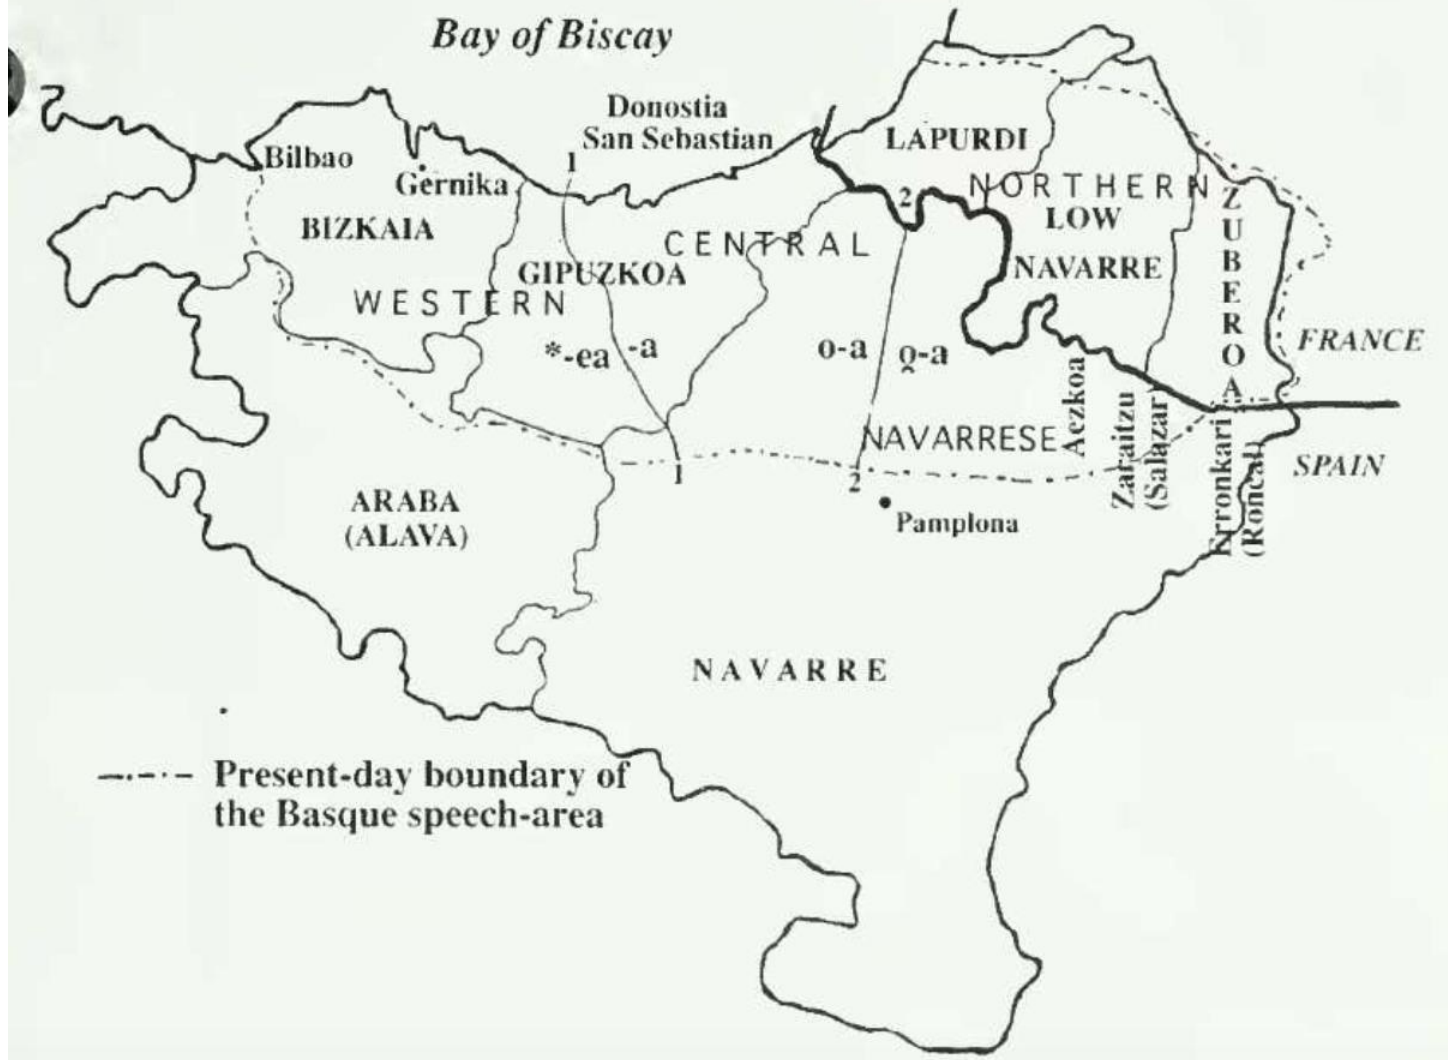 Bay of Biscay
Donostia
San Sebastian
LAPURDI
Bilbao
Gernika
1
2
NORTHERN
LOW
NAVARRE
ZUBEROA
BIZKAIA
CENTRAL
GIPUZKOA
WESTERN
*-ea
-a
o-a
o̭-a
FRANCE
Aezkoa
Zaraitzu
(Salazar)
Erronkari
(Roncal)
NAVARRESE
SPAIN
1
2
Pamplona
ARABA
(ALAVA)
NAVARRE
Present-day boundary of
the Basque speech-area